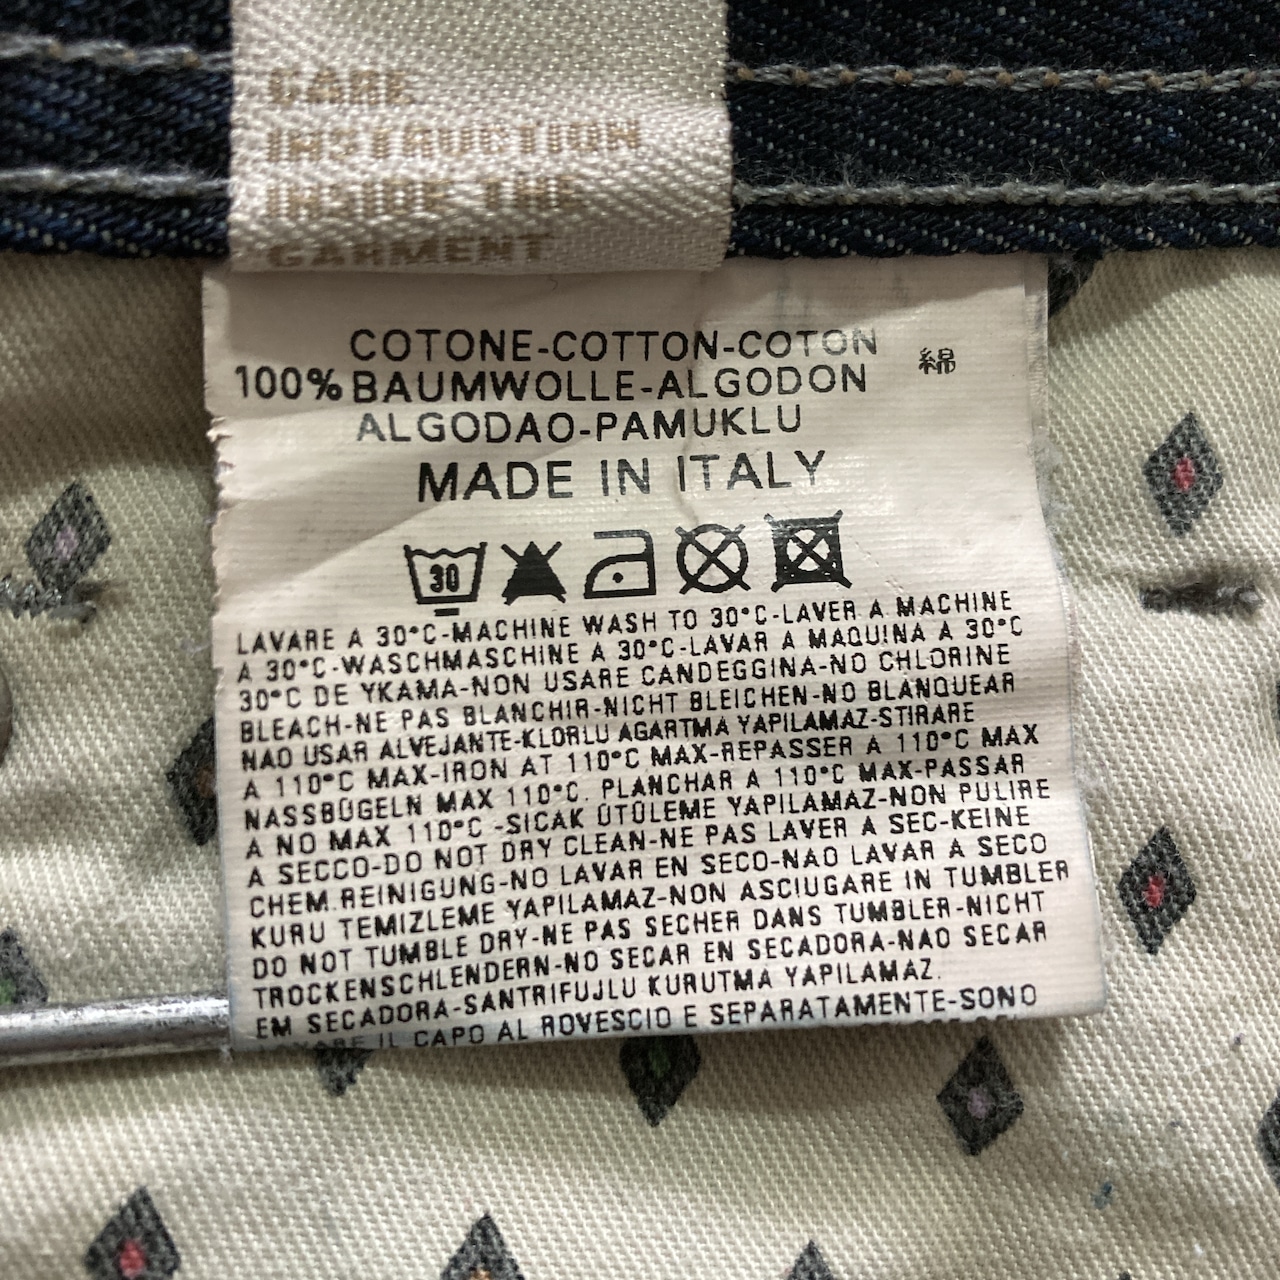 CARE
INSTRUCTION
INSIDE THE
GARMENT
COTONE-COTTON-COTON
100% BAUMWOLLE-ALGODON 綿
ALGODAO-PAMUKLU
MADE IN ITALY
30
LAVARE A 30°C-MACHINE WASH TO 30°C-LAVER A MACHINE
A 30°C-WASCHMASCHINE A 30°C-LAVAR A MAQUINA A 30°C
30°C DE YKAMA-NON USARE CANDEGGINA-NO CHLORINE
BLEACH-NE PAS BLANCHIR-NICHT BLEICHEN-NO BLANQUEAR
NAO USAR ALVEJANTE-KLORLU AGARTMA YAPILAMAZ-STIRARE
A 110°C MAX-IRON AT 110°C MAX-REPASSER A 110°C MAX
NASSBÜGELN MAX 110°C. PLANCHAR A 110°C MAX-PASSAR
A NO MAX 110°C -SICAK ÜTÜLEME YAPILAMAZ-NON PULIRE
A SECCO-DO NOT DRY CLEAN-NE PAS LAVER A SEC-KEINE
CHEM.REINIGUNG-NO LAVAR EN SECO-NAO LAVAR A SECO
KURU TEMIZLEME YAPILAMAZ-NON ASCIUGARE IN TUMBLER
DO NOT TUMBLE DRY-NE PAS SECHER DANS TUMBLER-NICHT
TROCKENSCHLENDERN-NO SECAR EN SECADORA-NAO SECAR
EM SECADORA-SANTRIFUJLU KURUTMA YAPILAMAZ.
IL CAPO AL ROVESCIO E SEPARATAMENTE-SONO